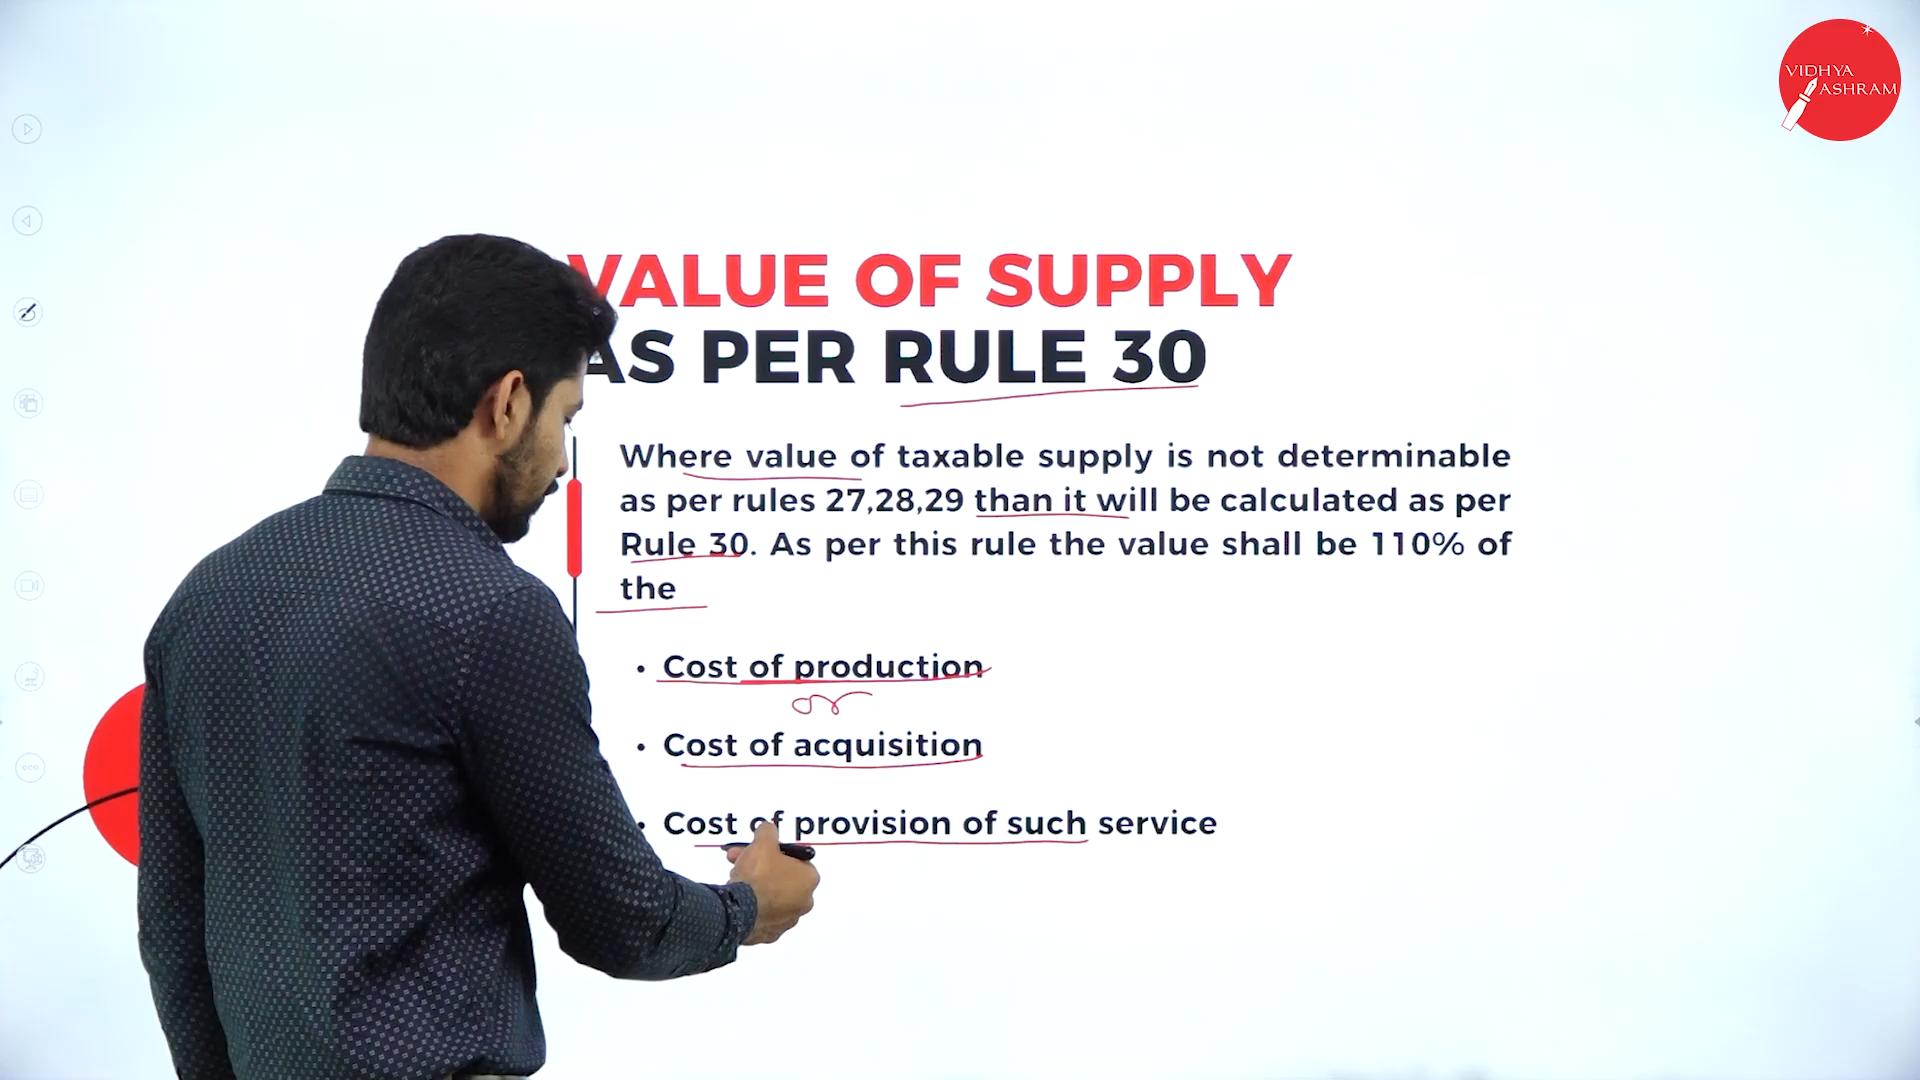 VIDHYA
ASHRAM
VALUE OF SUPPLY
AS PER RULE 30
Where value of taxable supply is not determinable
as per rules 27,28,29 than it will be calculated as per
Rule 30. As per this rule the value shall be 110% of
the
• Cost of production
or
• Cost of acquisition
• Cost of provision of such service